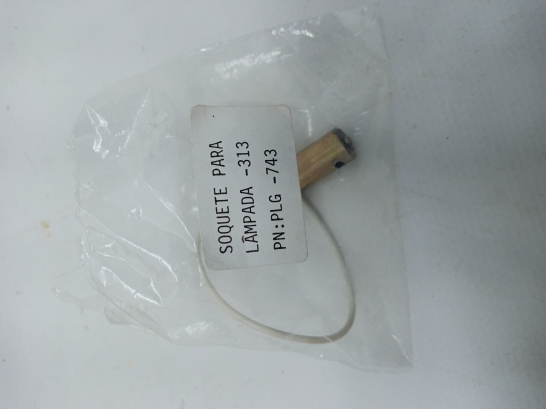 SOQUETE PARA
LÂMPADA -313
PN:PLG -743